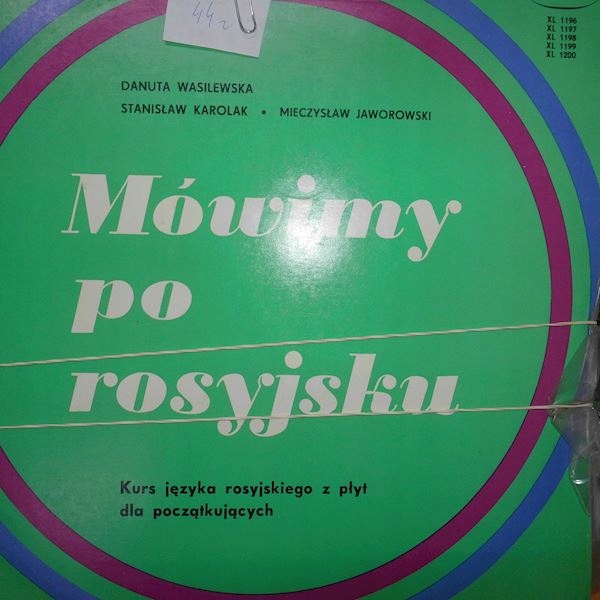 44
XL 1196
XL 1197
XL 1198
XL 1199
XL 1200
DANUTA WASILEWSKA
STANISŁAW KAROLAK • MIECZYSŁAW JAWOROWSKI
Mówimy
po
rosyjsku
Kurs języka rosyjskiego z płyt
dla początkujących